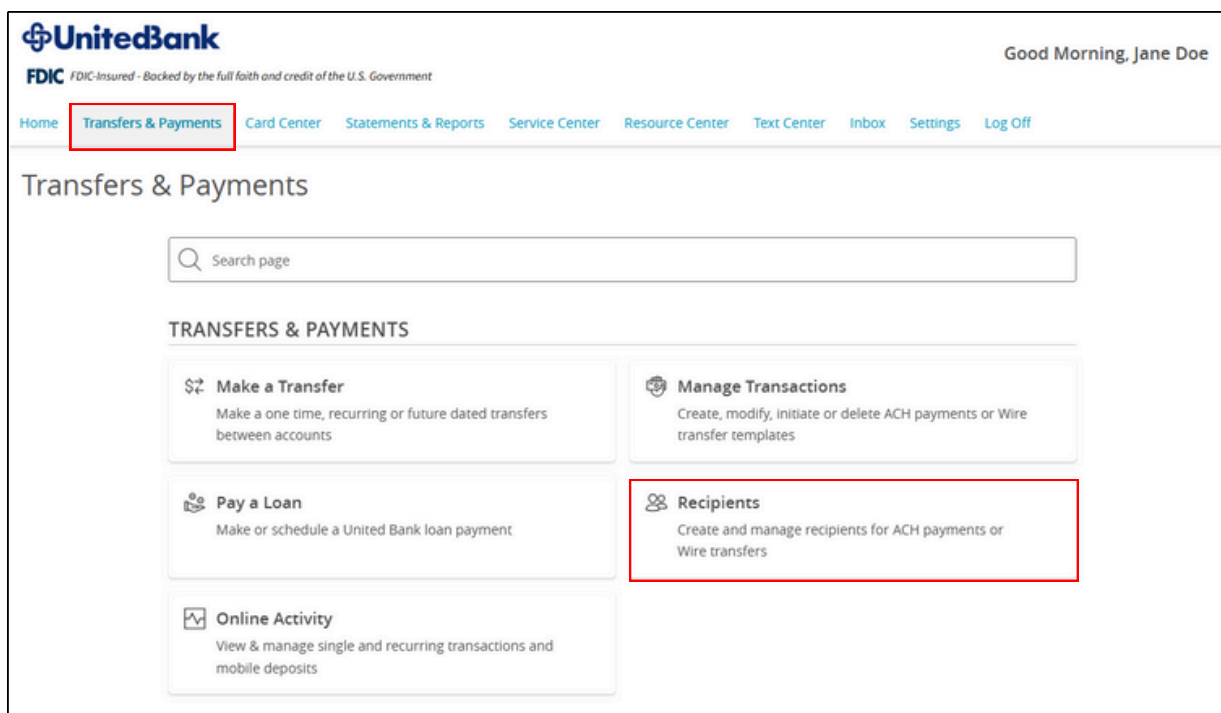 UnitedBank
Good Morning, Jane Doe
FDIC FDIC-Insured - Backed by the full faith and credit of the U.S. Government
Home Transfers & Payments Card Center Statements & Reports Service Center Resource Center Text Center Inbox Settings Log Off
Transfers & Payments
Search page
TRANSFERS & PAYMENTS
Make a Transfer
Make a one time, recurring or future dated transfers
between accounts
Manage Transactions
Create, modify, initiate or delete ACH payments or Wire
transfer templates
Pay a Loan
Make or schedule a United Bank loan payment
Recipients
Create and manage recipients for ACH payments or
Wire transfers
Online Activity
View & manage single and recurring transactions and
mobile deposits